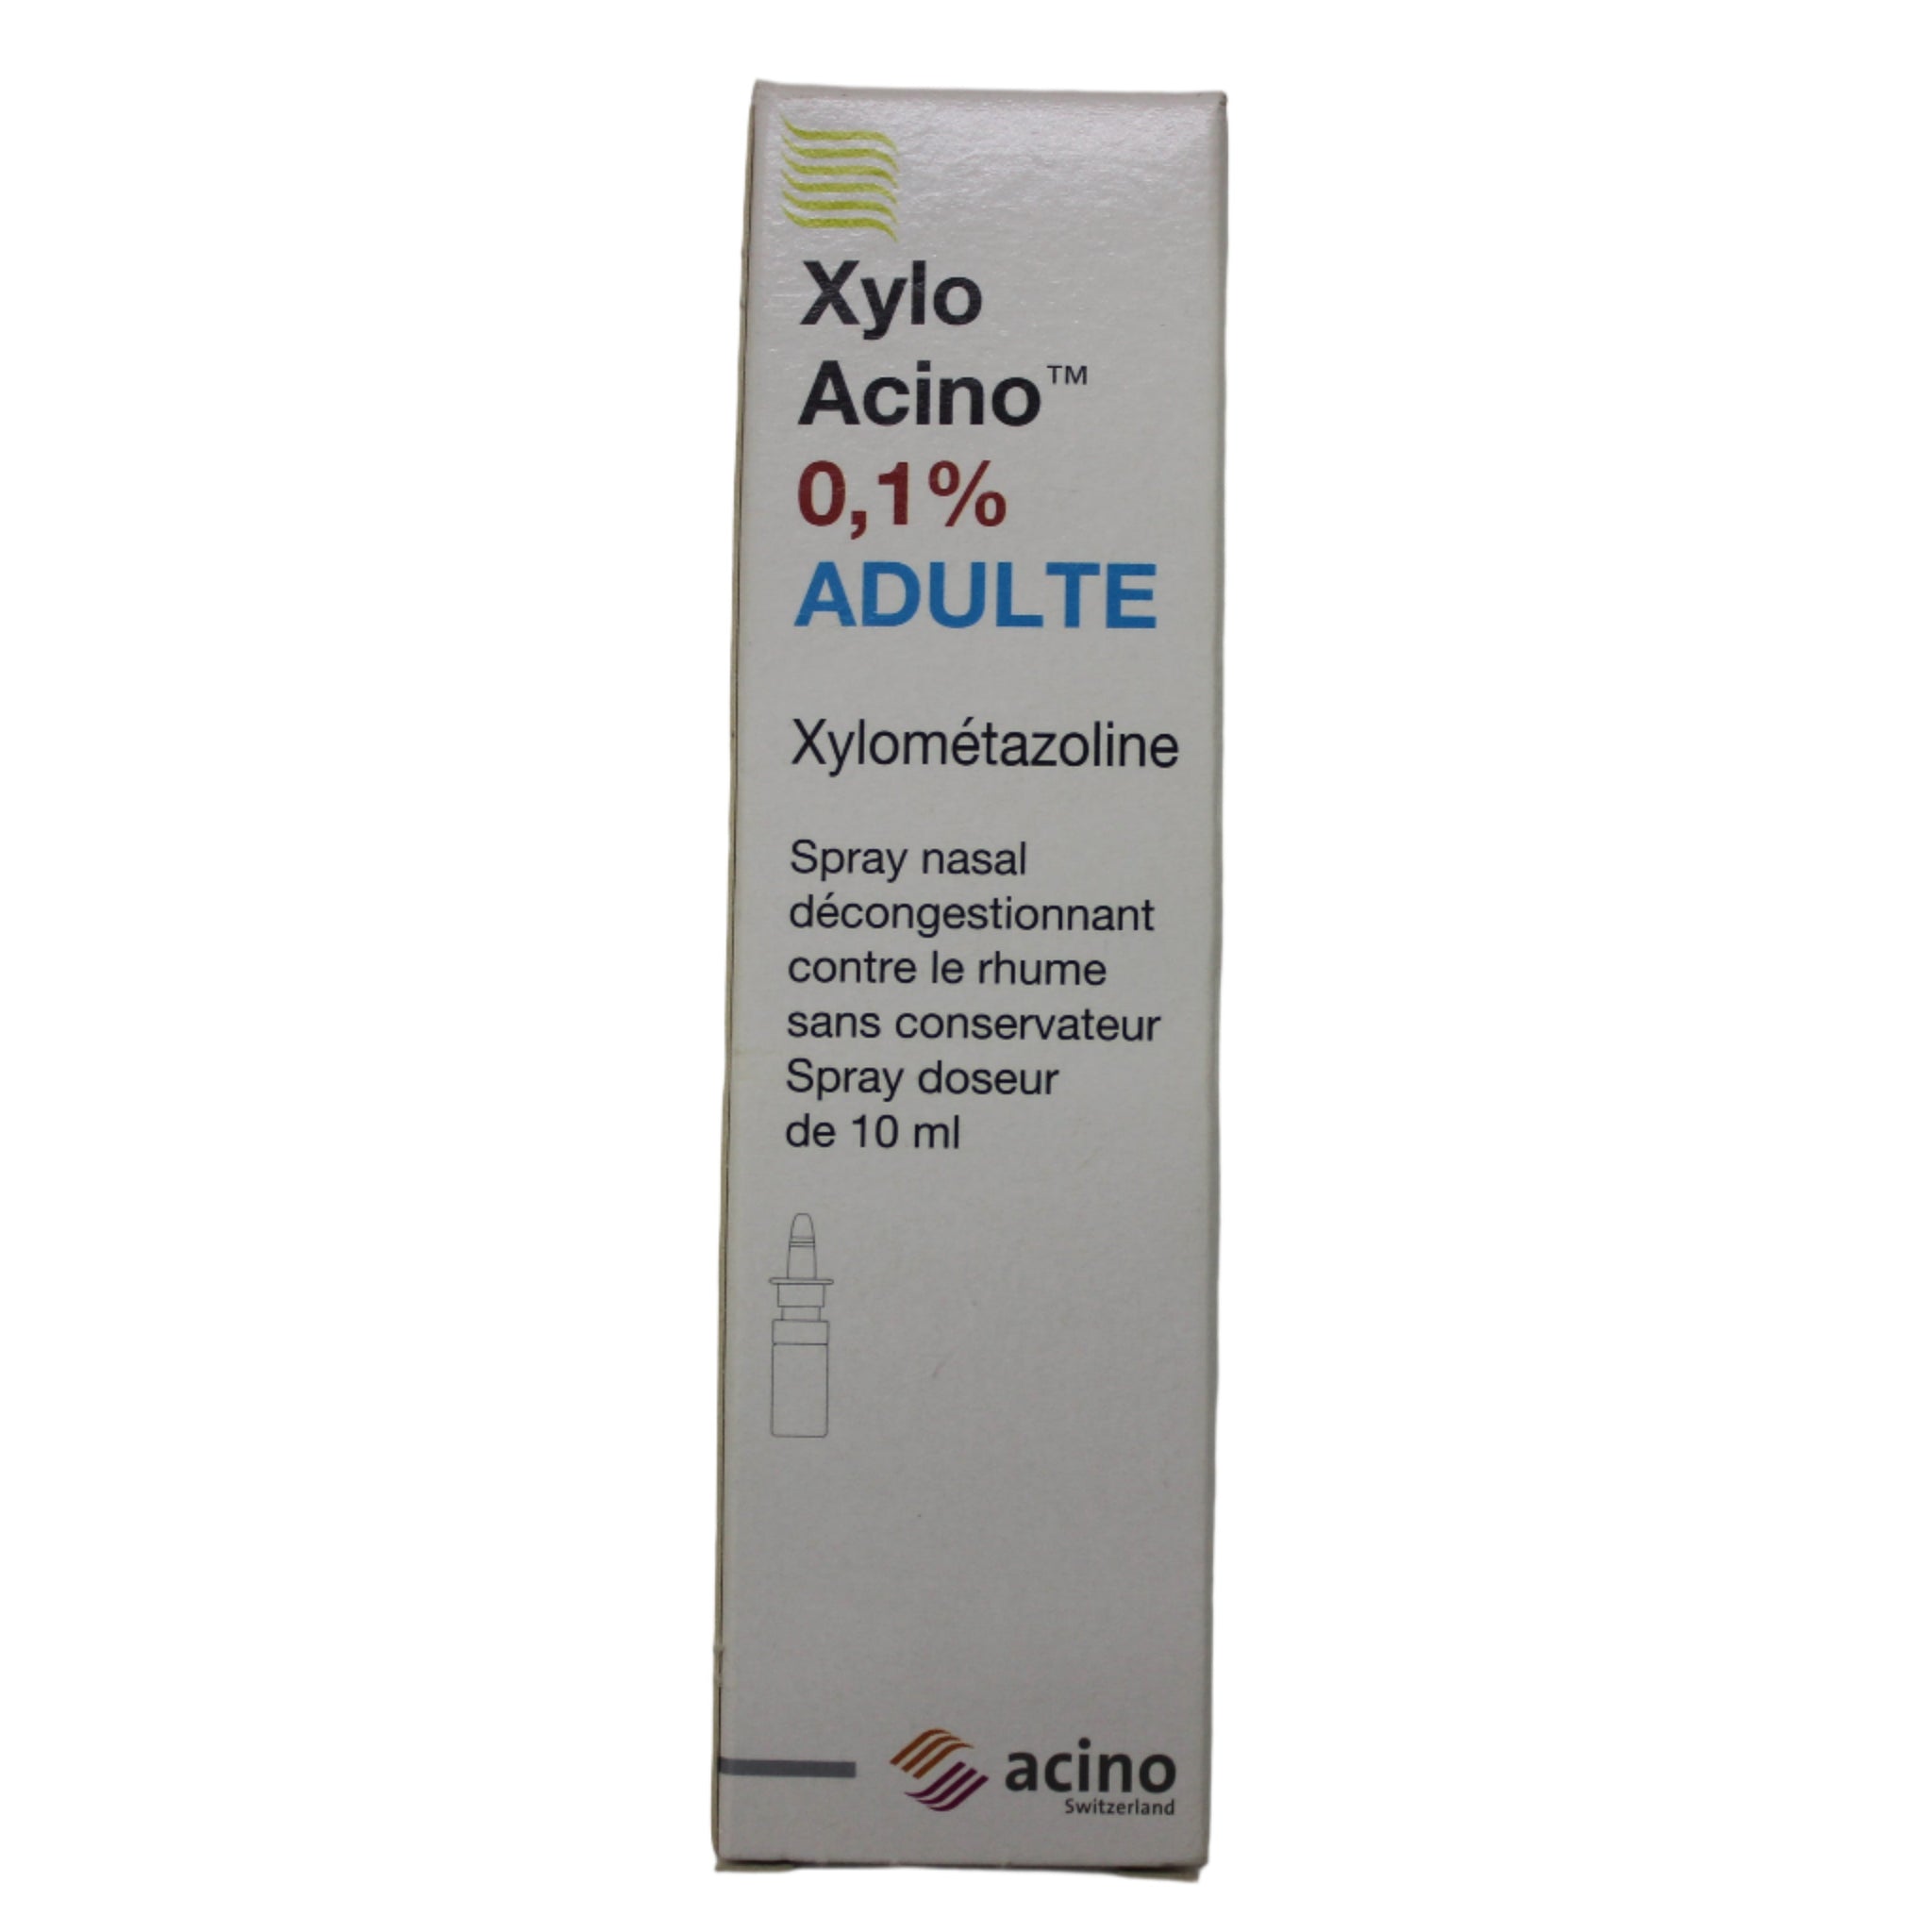 Xylo
Acino™
0,1%
ADULTE
Xylométazoline
Spray nasal
décongestionnant
contre le rhume
sans conservateur
Spray doseur
de 10 ml
acino
Switzerland